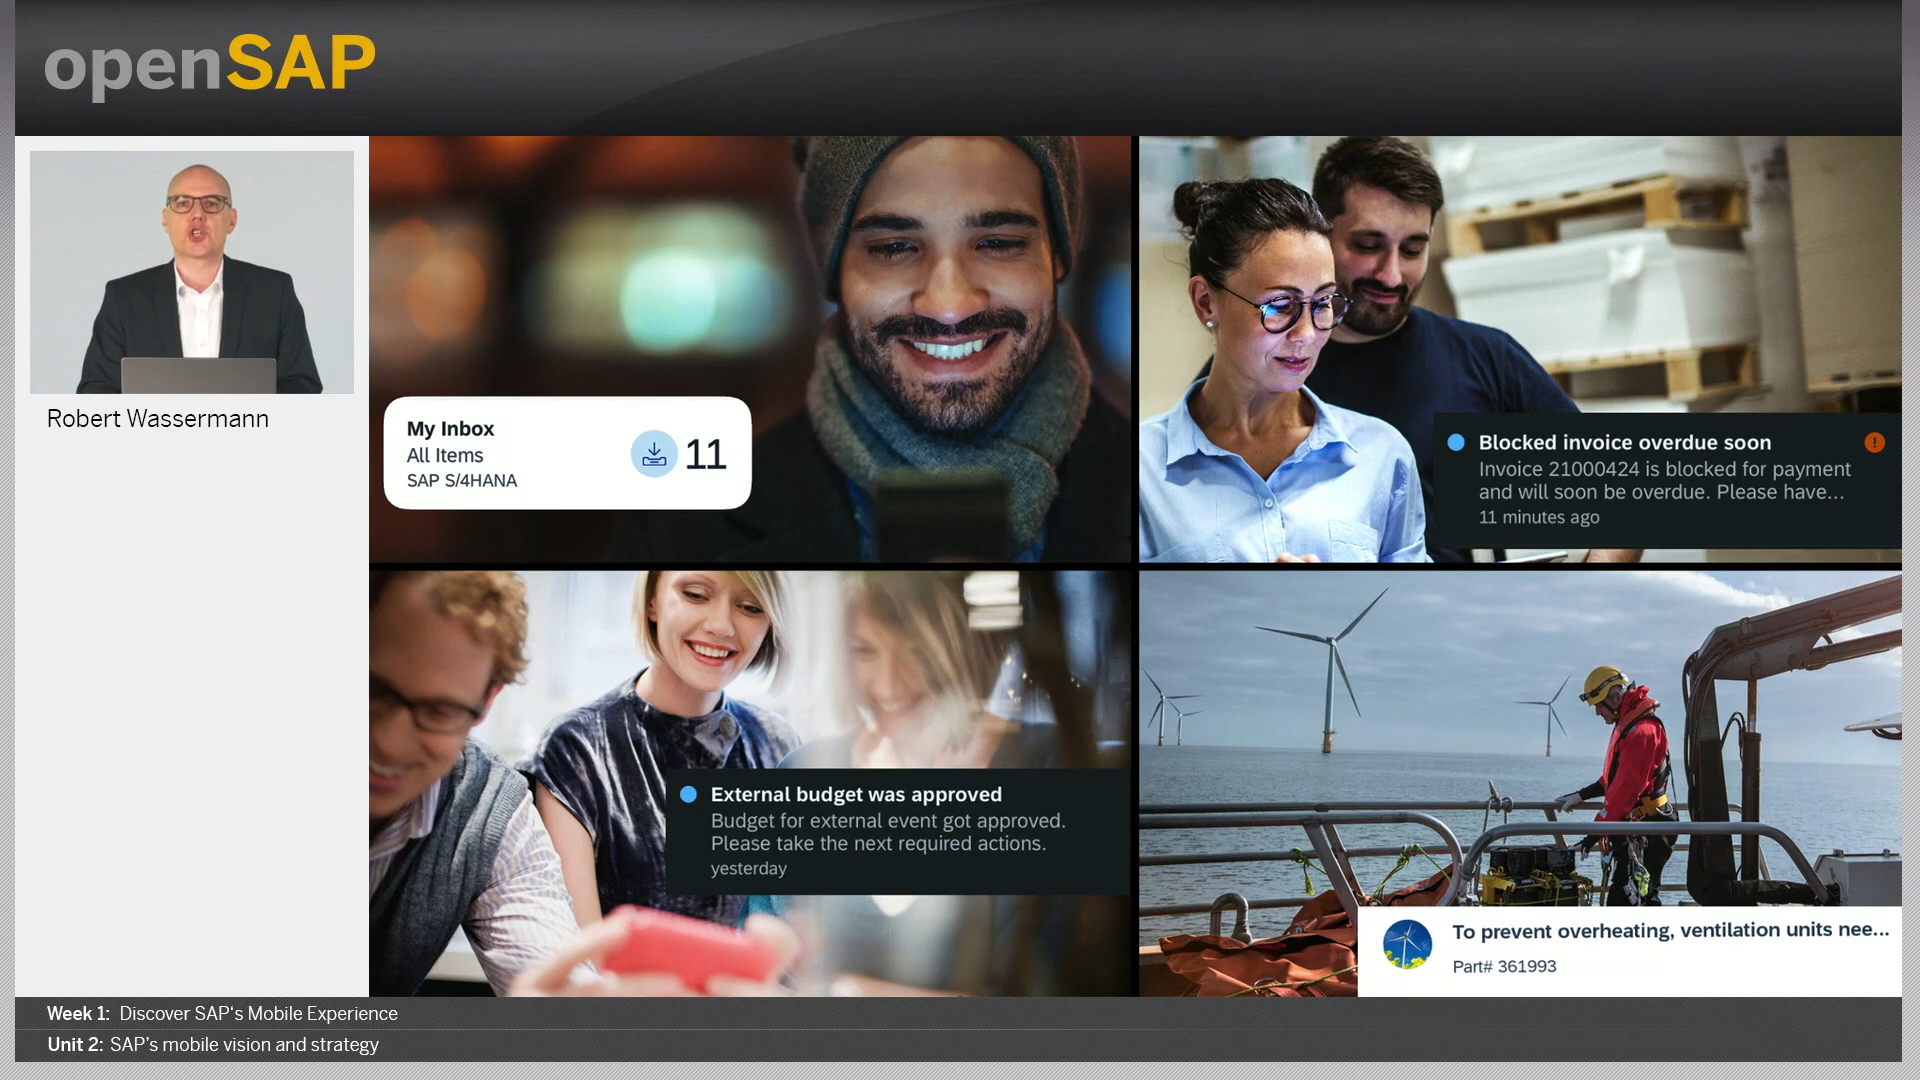 openSAP
Robert Wassermann
My Inbox
All Items
SAP S/4HANA
11
Blocked invoice overdue soon
Invoice 21000424 is blocked for payment
and will soon be overdue. Please have...
11 minutes ago
External budget was approved
Budget for external event got approved.
Please take the next required actions.
yesterday
To prevent overheating, ventilation units nee...
Part# 361993
Week 1: Discover SAP‘s Mobile Experience
Unit 2: SAP’s mobile vision and strategy